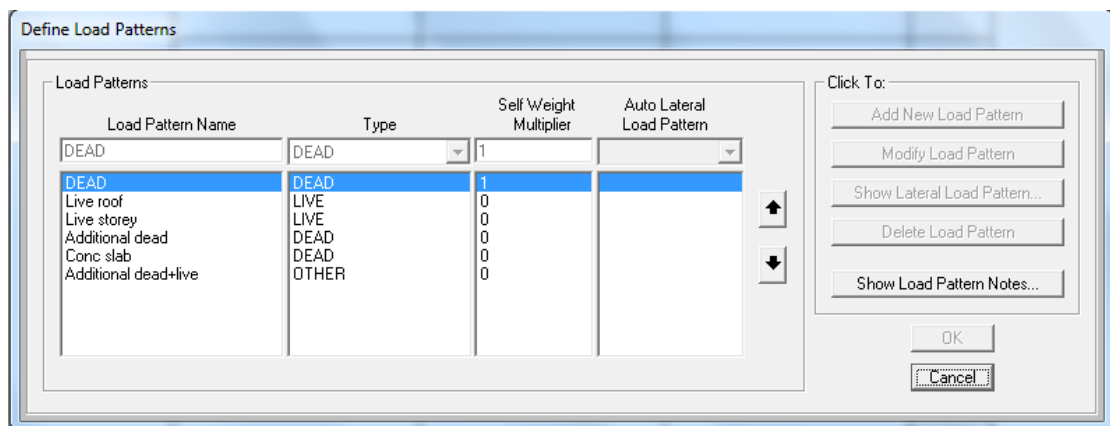 Define Load Patterns
Load Patterns
Click To:
Load Pattern Name Type Self Weight Multiplier Auto Lateral Load Pattern
DEAD DEAD 1
DEAD DEAD 1
Live roof LIVE 0
Live storey LIVE 0
Additional dead DEAD 0
Conc slab DEAD 0
Additional dead+live OTHER 0
Add New Load Pattern
Modify Load Pattern
Show Lateral Load Pattern...
Delete Load Pattern
Show Load Pattern Notes...
OK
Cancel